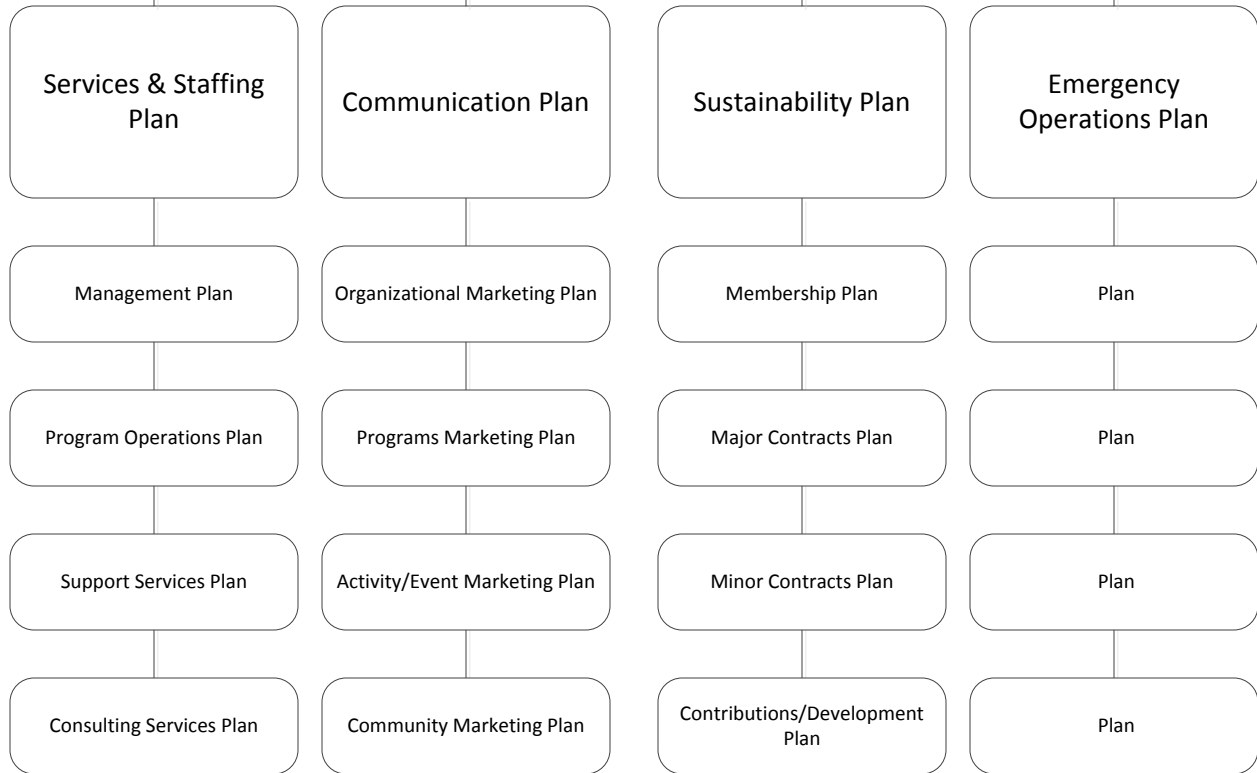 Services & Staffing
Plan
Communication Plan
Sustainability Plan
Emergency
Operations Plan
Management Plan
Organizational Marketing Plan
Membership Plan
Plan
Program Operations Plan
Programs Marketing Plan
Major Contracts Plan
Plan
Support Services Plan
Activity/Event Marketing Plan
Minor Contracts Plan
Plan
Consulting Services Plan
Community Marketing Plan
Contributions/Development
Plan
Plan